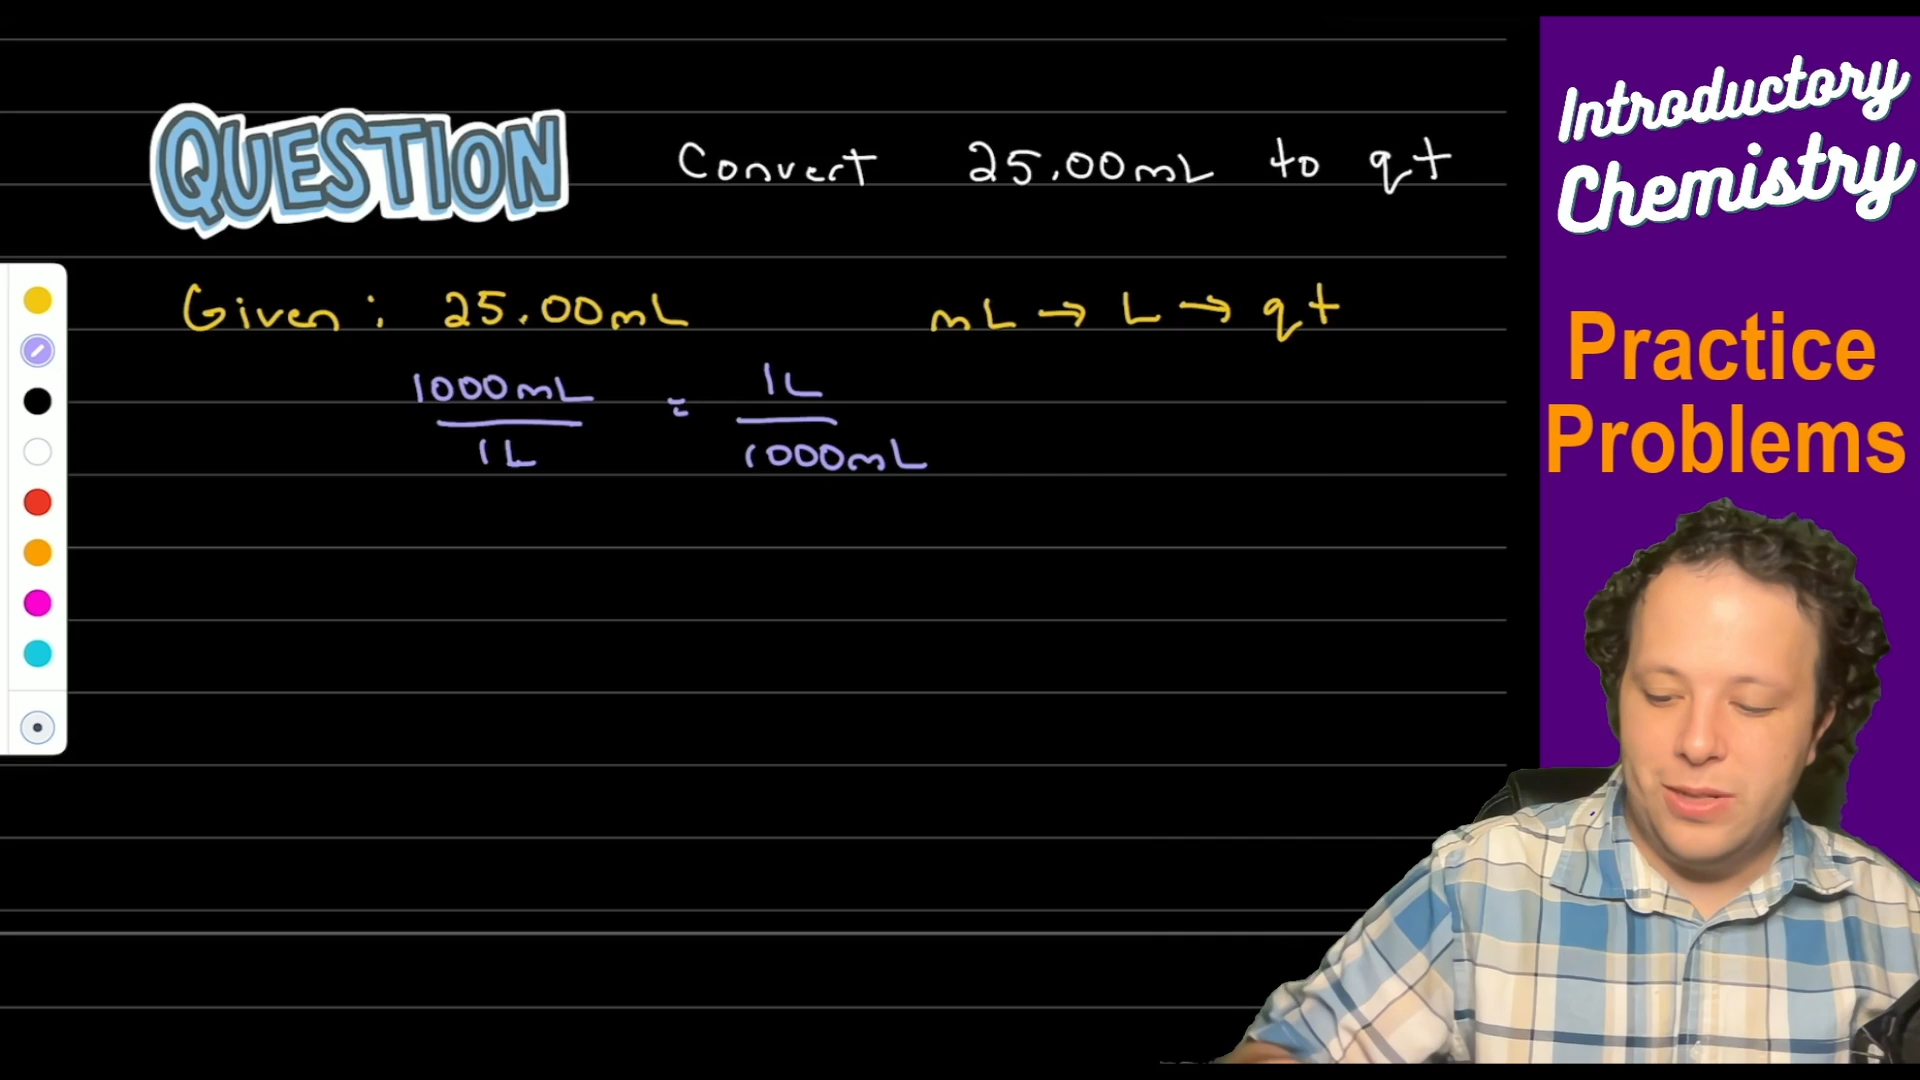 QUESTION Convert 25.00mL to qt
Given: 25.00mL mL → L → qt
1000mL = 1L
1L 1000mL
Introductory
Chemistry
Practice
Problems